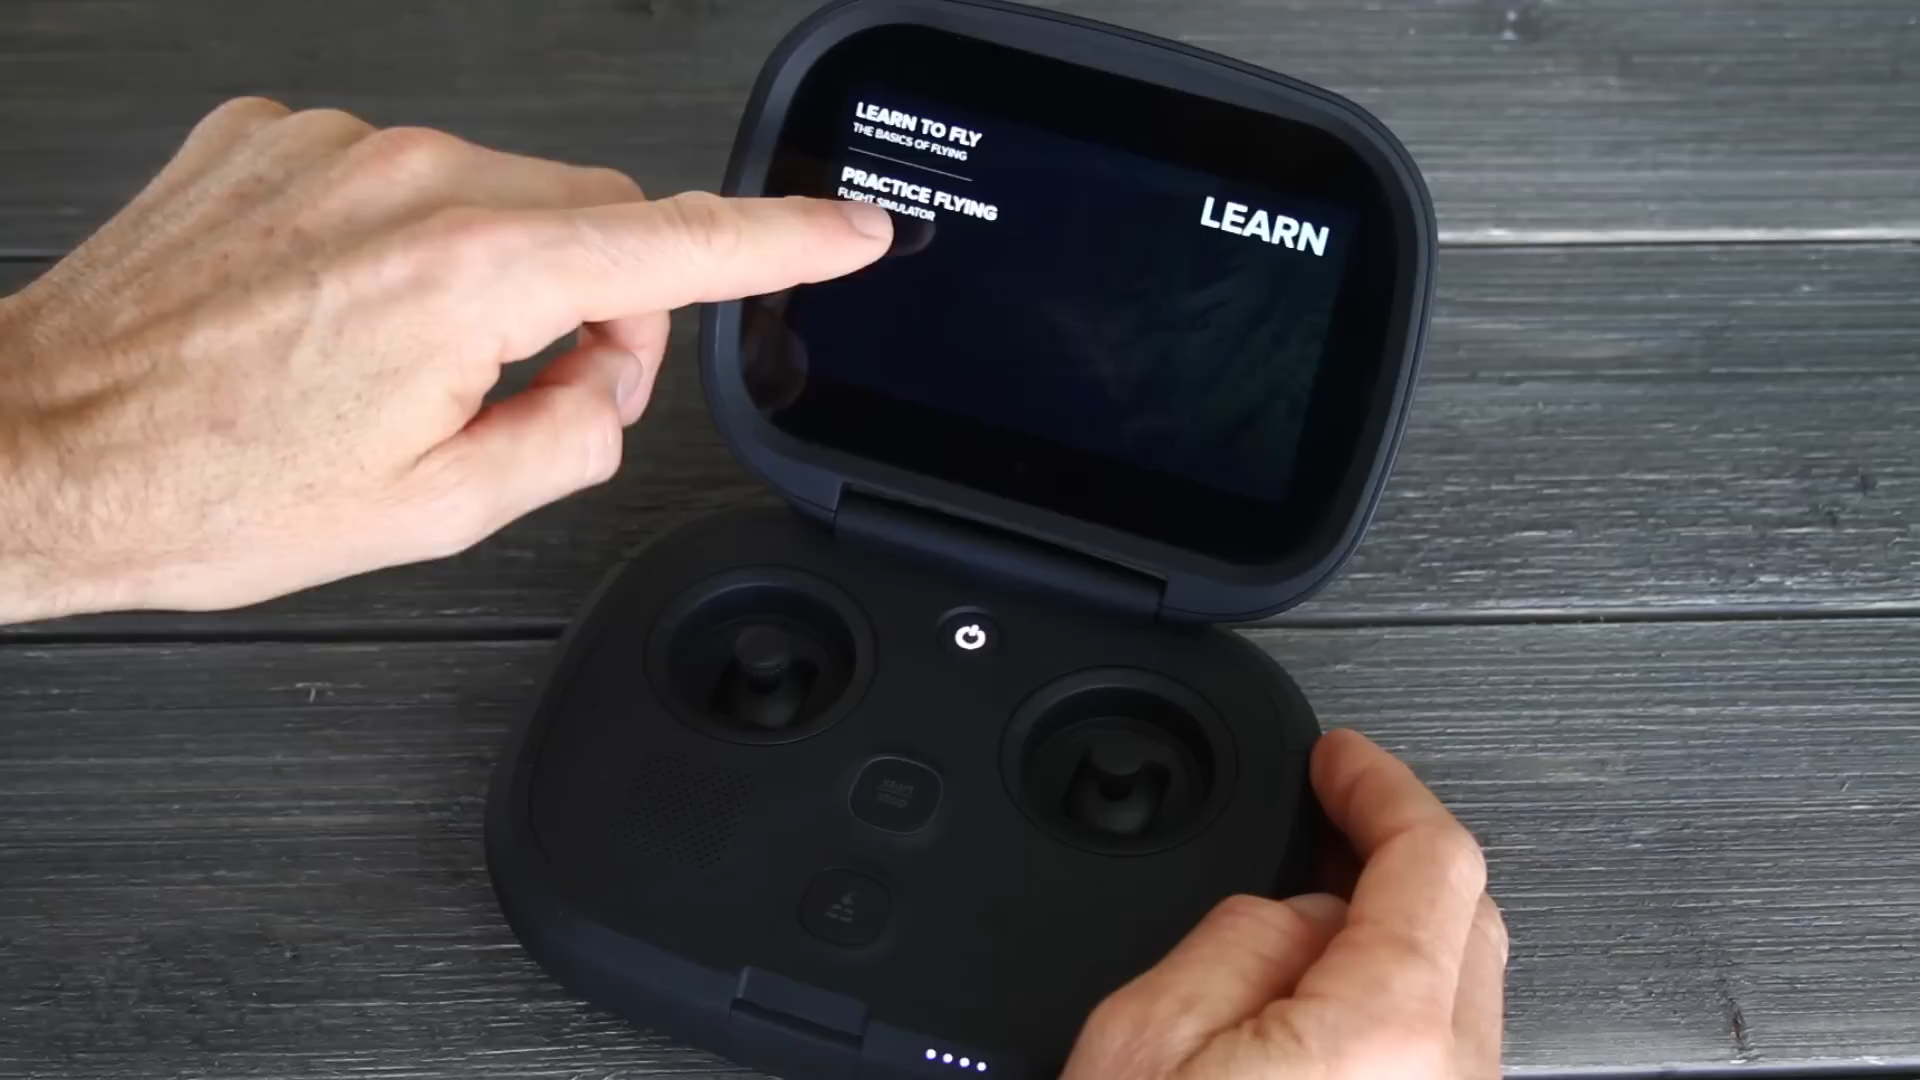 LEARN TO FLY
THE BASICS OF FLYING
PRACTICE FLYING
FLIGHT SIMULATOR
LEARN
start
stop